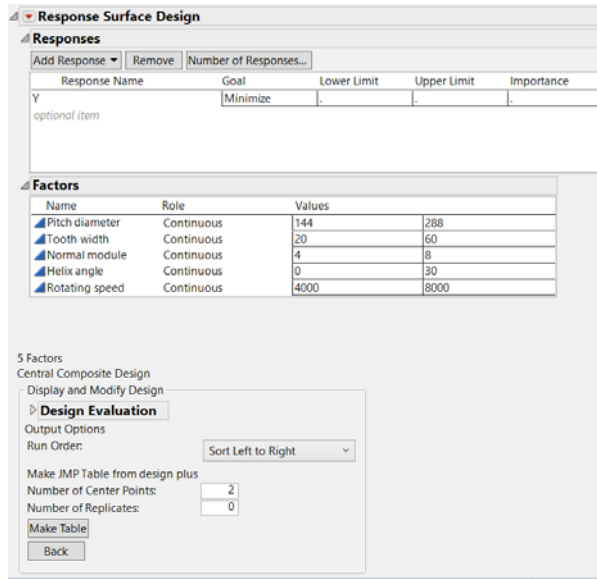 Response Surface Design
Responses
Add Response Remove Number of Responses...
Response Name Goal Lower Limit Upper Limit Importance
Y Minimize . . .
optional item
Factors
Name Role Values
Pitch diameter Continuous 144 288
Tooth width Continuous 20 60
Normal module Continuous 4 8
Helix angle Continuous 0 30
Rotating speed Continuous 4000 8000
5 Factors
Central Composite Design
Display and Modify Design
Design Evaluation
Output Options
Run Order: Sort Left to Right
Make JMP Table from design plus
Number of Center Points: 2
Number of Replicates: 0
Make Table
Back